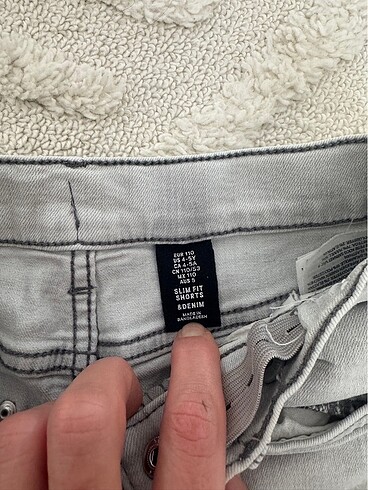 EUR 110
US 4-5Y
CA 4-5A
CN 110/53
MX 110
AUS 5
SLIM FIT
SHORTS
&DENIM
MADE IN
BANGLADESH